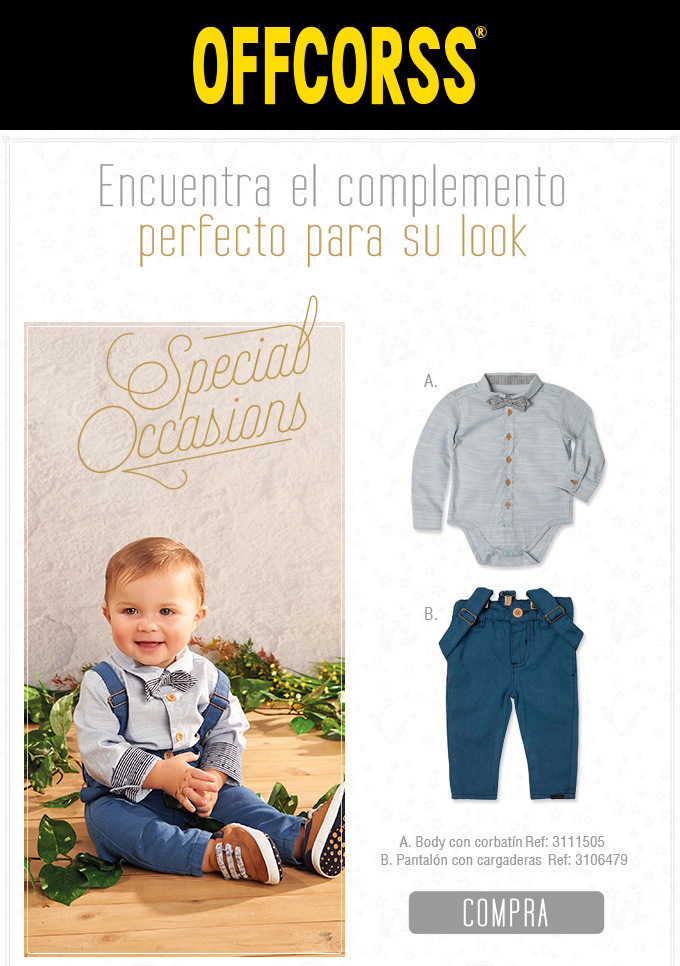 OFFCORSS®
Encuentra el complemento
perfecto para su look
Special
Occasions
A.
B.
A. Body con corbatín Ref: 3111505
B. Pantalón con cargaderas Ref: 3106479
COMPRA